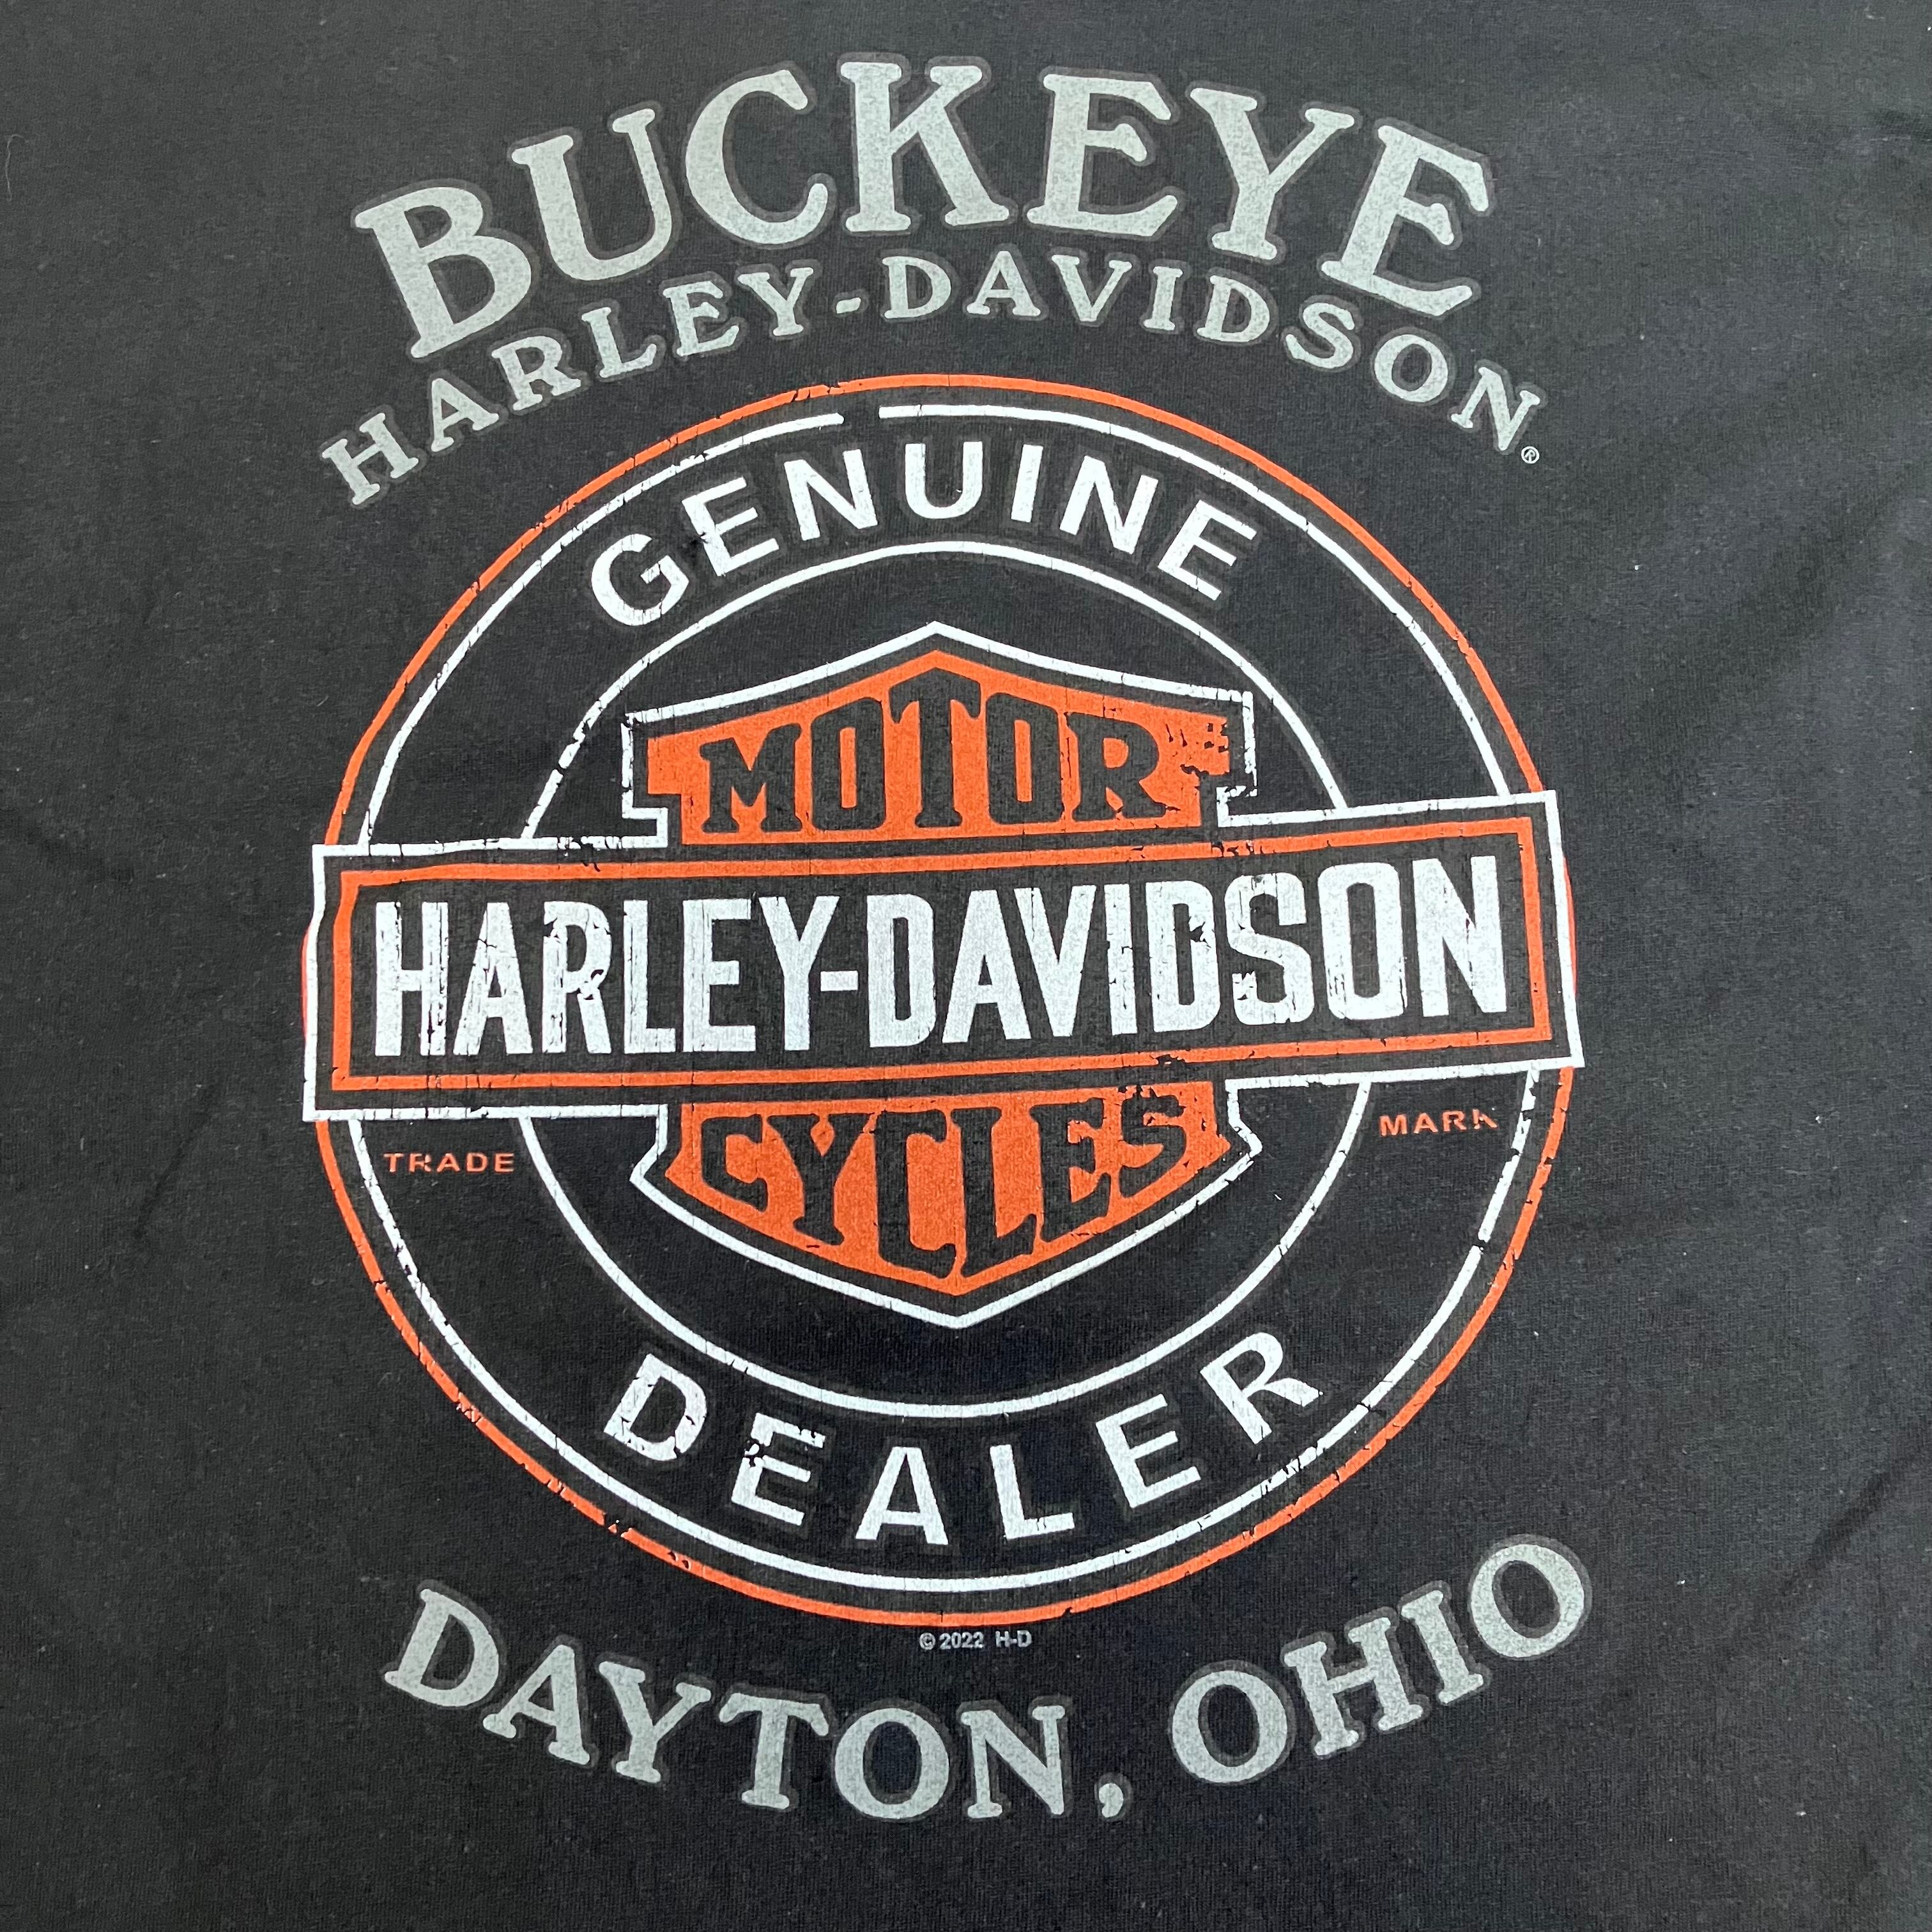 BUCKEYE
HARLEY-DAVIDSON®
GENUINE
MOTOR
HARLEY-DAVIDSON
CYCLES
TRADE MARK
DEALER
© 2022 H-D
DAYTON, OHIO